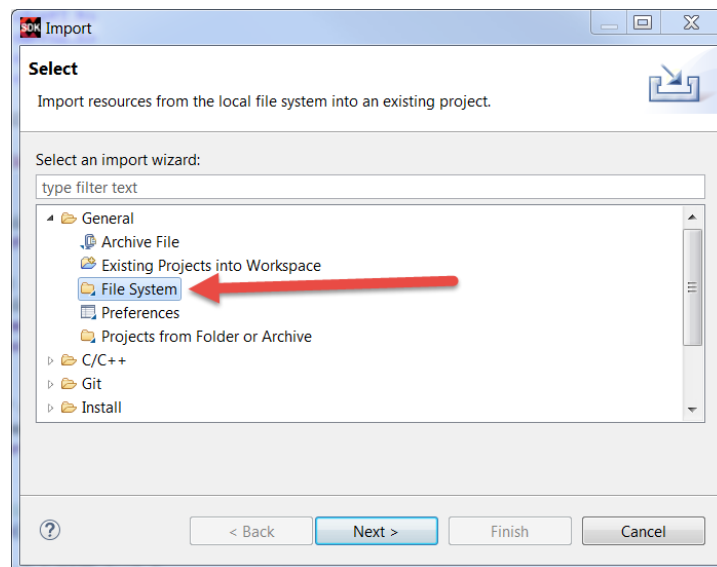 SDK Import
Select
Import resources from the local file system into an existing project.
Select an import wizard:
type filter text
General
Archive File
Existing Projects into Workspace
File System
Preferences
Projects from Folder or Archive
C/C++
Git
Install
? < Back Next > Finish Cancel